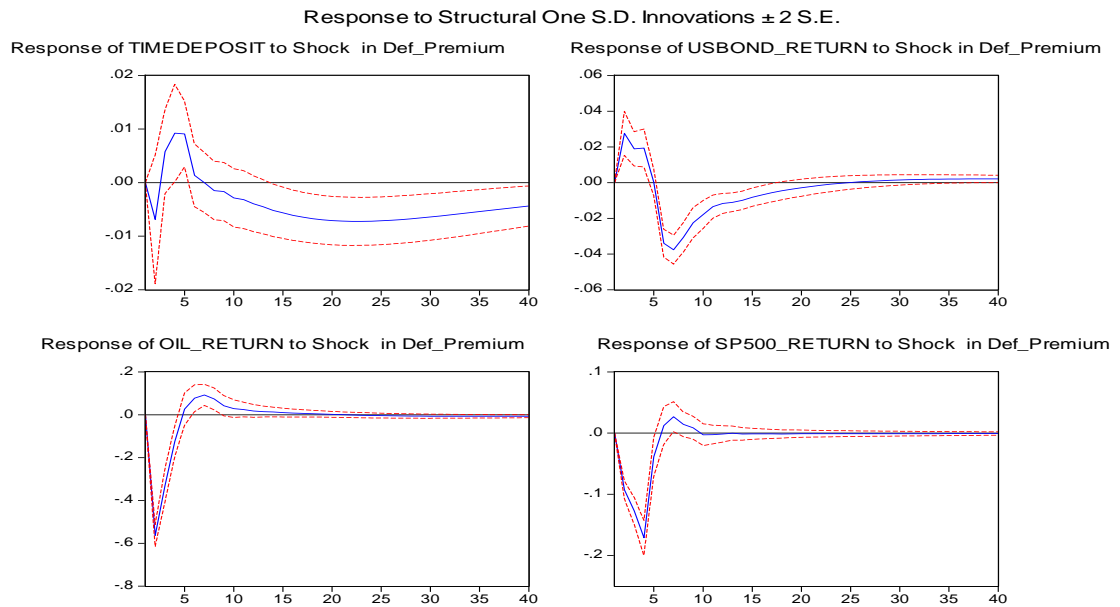 Response to Structural One S.D. Innovations ± 2 S.E.
Response of TIMEDEPOSIT to Shock in Def_Premium
.02
.01
.00
-.01
-.02
5 10 15 20 25 30 35 40
Response of USBOND_RETURN to Shock in Def_Premium
.06
.04
.02
.00
-.02
-.04
-.06
5 10 15 20 25 30 35 40
Response of OIL_RETURN to Shock in Def_Premium
.2
.0
-.2
-.4
-.6
-.8
5 10 15 20 25 30 35 40
Response of SP500_RETURN to Shock in Def_Premium
.1
.0
-.1
-.2
5 10 15 20 25 30 35 40